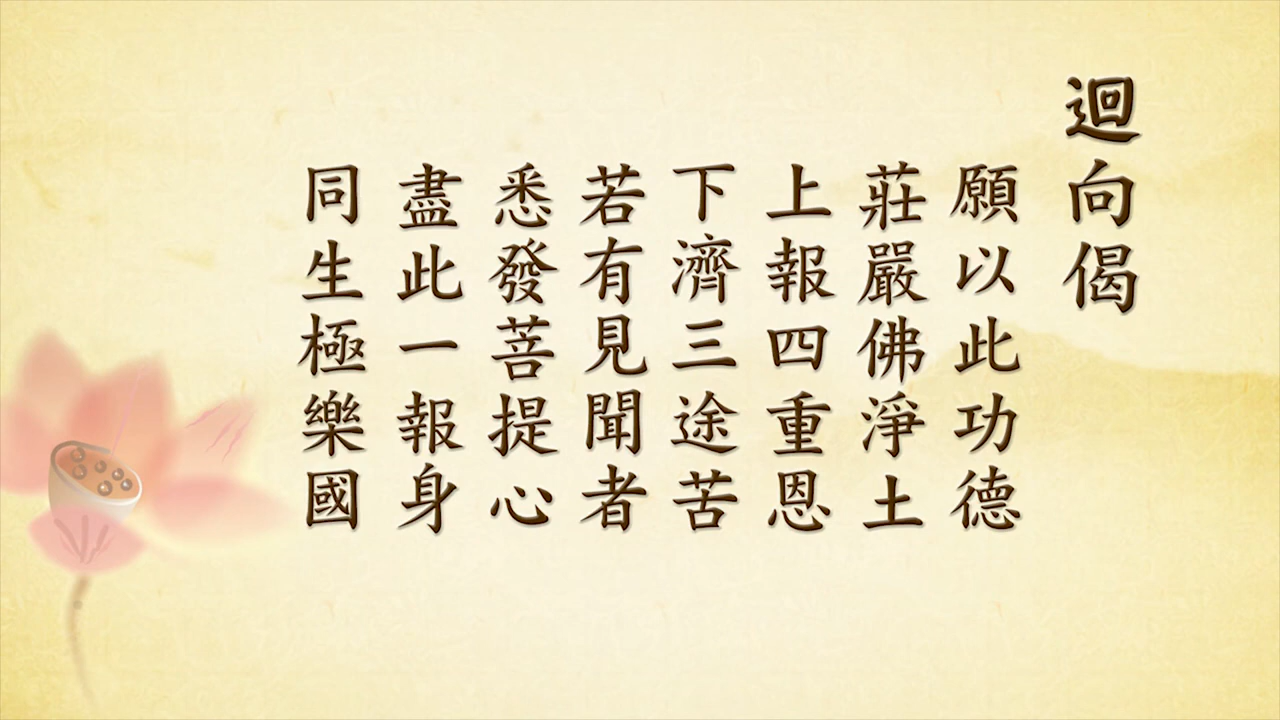 迴向偈
願以此功德
莊嚴佛淨土
上報四重恩
下濟三途苦
若有見聞者
悉發菩提心
盡此一報身
同生極樂國